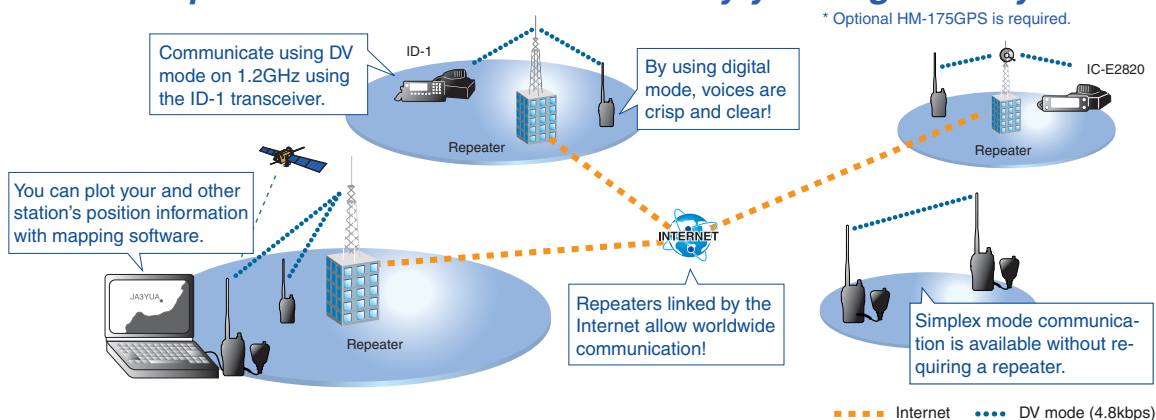 * Optional HM-175GPS is required.
Communicate using DV
mode on 1.2GHz using
the ID-1 transceiver.
ID-1
By using digital
mode, voices are
crisp and clear!
Repeater
IC-E2820
Repeater
You can plot your and other
station's position information
with mapping software.
JA3YUA
Repeater
INTERNET
Repeaters linked by the
Internet allow worldwide
communication!
Simplex mode communica-
tion is available without re-
quiring a repeater.
Internet
DV mode (4.8kbps)